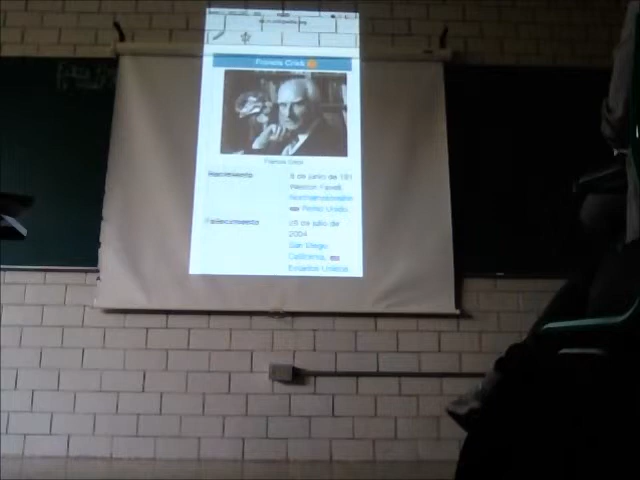 Francis Crick
Francis Crick
Nacimiento
8 de junio de 191
Weston Favell
Northamptonshire
Reino Unido
Fallecimiento
28 de julio de
2004
San Diego
California,
Estados Unidos